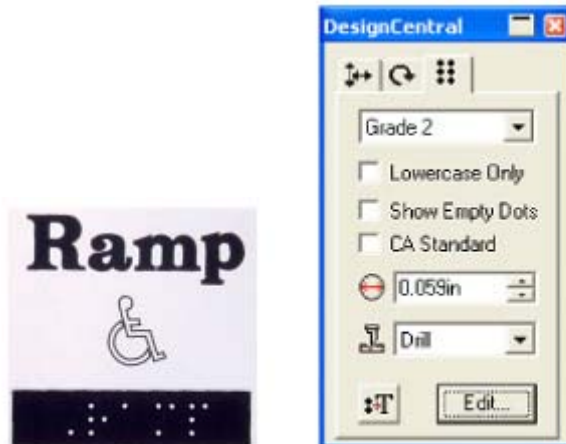 Ramp
DesignCentral
Grade 2
Lowercase Only
Show Empty Dots
CA Standard
0.059in
Drill
T
Edit...